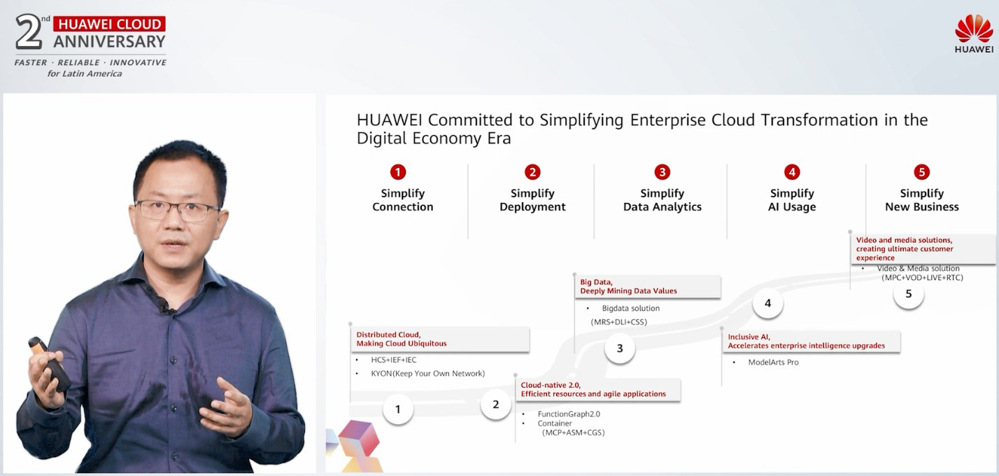 2nd HUAWEI CLOUD
ANNIVERSARY
FASTER · RELIABLE · INNOVATIVE
for Latin America
HUAWEI
HUAWEI Committed to Simplifying Enterprise Cloud Transformation in the
Digital Economy Era
1
Simplify
Connection
2
Simplify
Deployment
3
Simplify
Data Analytics
4
Simplify
AI Usage
5
Simplify
New Business
Distributed Cloud,
Making Cloud Ubiquitous
• HCS+IEF+IEC
• KYON(Keep Your Own Network)
1
Cloud-native 2.0,
Efficient resources and agile applications
• FunctionGraph2.0
• Container
(MCP+ASM+CGS)
2
Big Data,
Deeply Mining Data Values
• Bigdata solution
(MRS+DLI+CSS)
3
Inclusive AI,
Accelerates enterprise intelligence upgrades
• ModelArts Pro
4
Video and media solutions,
creating ultimate customer
experience
• Video & Media solution
(MPC+VOD+LIVE+RTC)
5